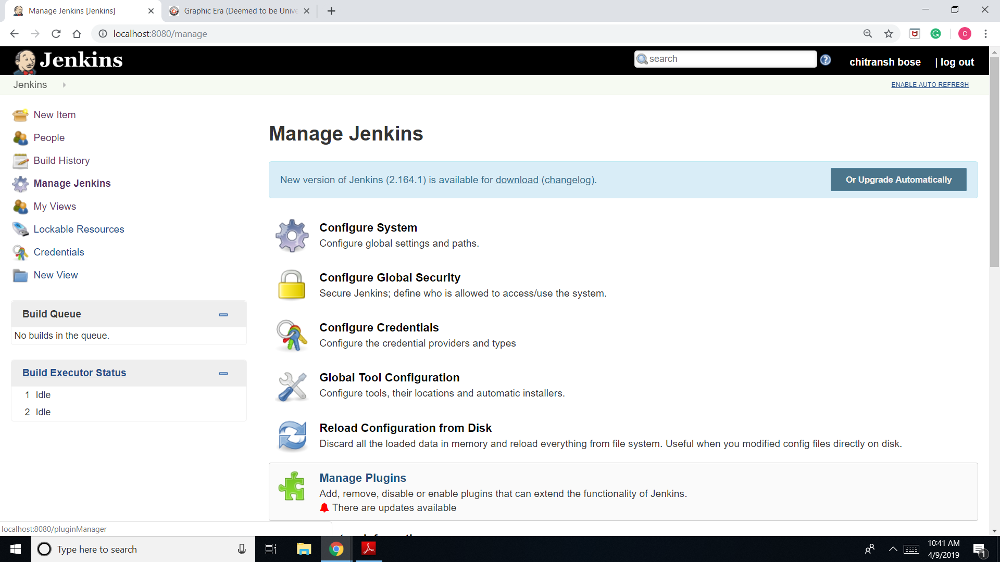 Manage Jenkins [Jenkins]
Graphic Era (Deemed to be Unive
localhost:8080/manage
C
Jenkins
search
chitransh bose
| log out
Jenkins
ENABLE AUTO REFRESH
New Item
People
Build History
Manage Jenkins
My Views
Lockable Resources
Credentials
New View
Build Queue
No builds in the queue.
Build Executor Status
1 Idle
2 Idle
Manage Jenkins
New version of Jenkins (2.164.1) is available for download (changelog).
Or Upgrade Automatically
Configure System
Configure global settings and paths.
Configure Global Security
Secure Jenkins; define who is allowed to access/use the system.
Configure Credentials
Configure the credential providers and types
Global Tool Configuration
Configure tools, their locations and automatic installers.
Reload Configuration from Disk
Discard all the loaded data in memory and reload everything from file system. Useful when you modified config files directly on disk.
Manage Plugins
Add, remove, disable or enable plugins that can extend the functionality of Jenkins.
There are updates available
localhost:8080/pluginManager
Type here to search
10:41 AM
4/9/2019
1